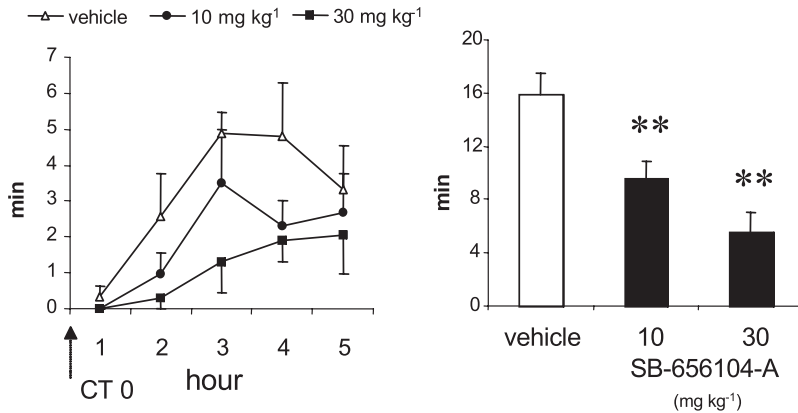 vehicle 10 mg kg¹ 30 mg kg⁻¹
7
6
5
4
3
2
1
0
min
1 2 3 4 5
CT 0
hour
20
16
12
8
4
0
min
**
**
vehicle 10 30
SB-656104-A
(mg kg⁻¹)